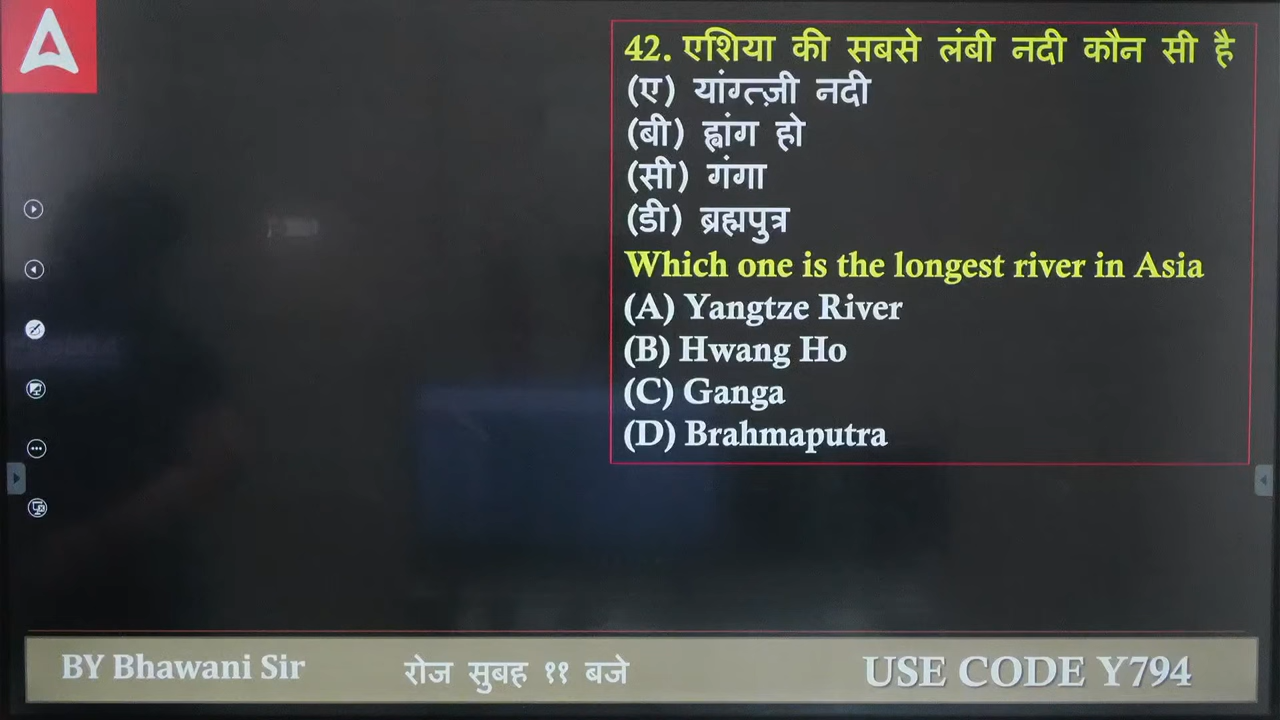 42. एशिया की सबसे लंबी नदी कौन सी है
(ए) यांग्त्ज़ी नदी
(बी) ह्वांग हो
(सी) गंगा
(डी) ब्रह्मपुत्र
Which one is the longest river in Asia
(A) Yangtze River
(B) Hwang Ho
(C) Ganga
(D) Brahmaputra
BY Bhawani Sir रोज सुबह ११ बजे USE CODE Y794